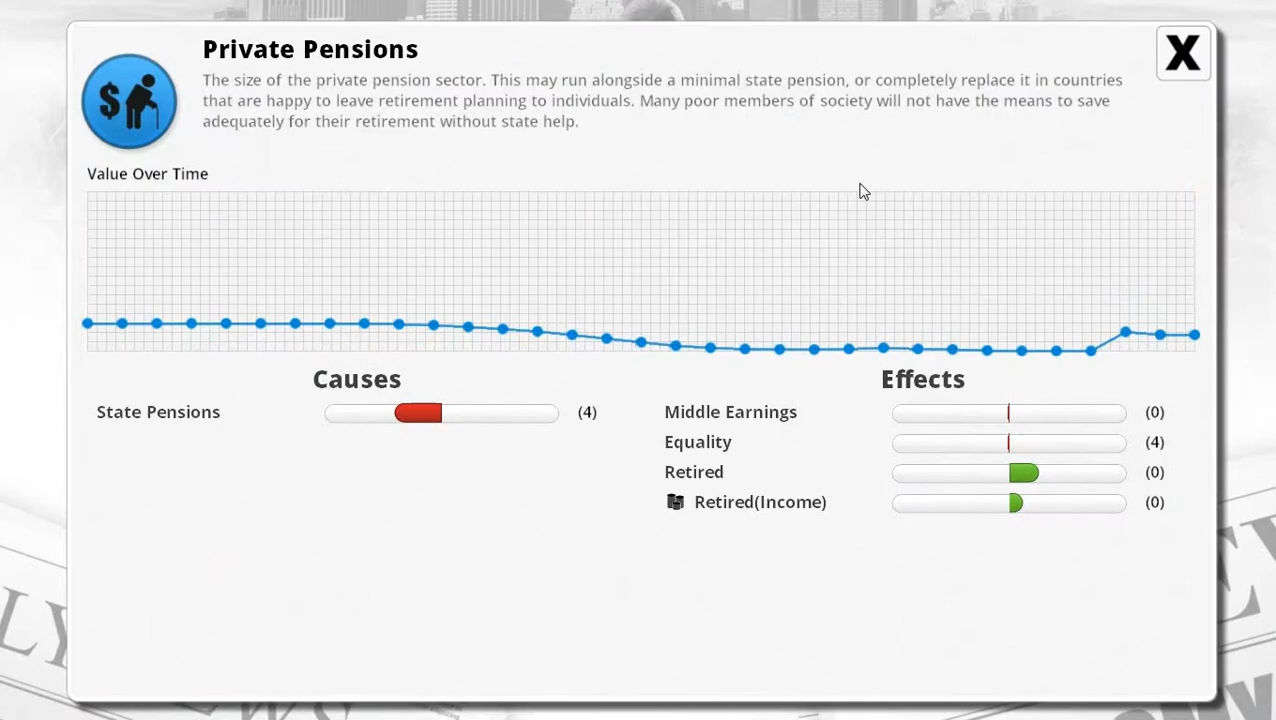 Private Pensions
X
The size of the private pension sector. This may run alongside a minimal state pension, or completely replace it in countries
that are happy to leave retirement planning to individuals. Many poor members of society will not have the means to save
adequately for their retirement without state help.
$
Value Over Time
Causes
State Pensions (4)
Effects
Middle Earnings (0)
Equality (4)
Retired (0)
Retired(Income) (0)